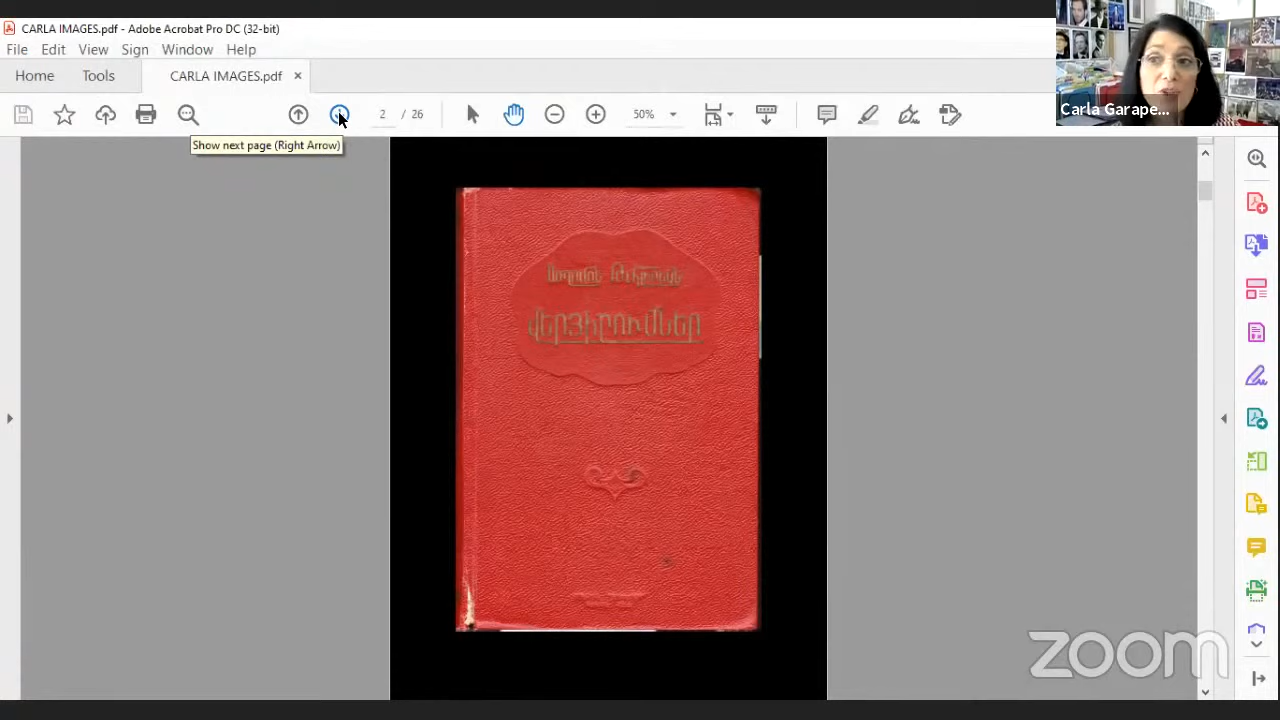 CARLA IMAGES.pdf - Adobe Acrobat Pro DC (32-bit)
File Edit View Sign Window Help
Home Tools CARLA IMAGES.pdf ×
2 / 26 50%
Show next page (Right Arrow)
Carla Garape...
ՎԵՐՅԻՇՈՒՄՆԵՐ
zoom